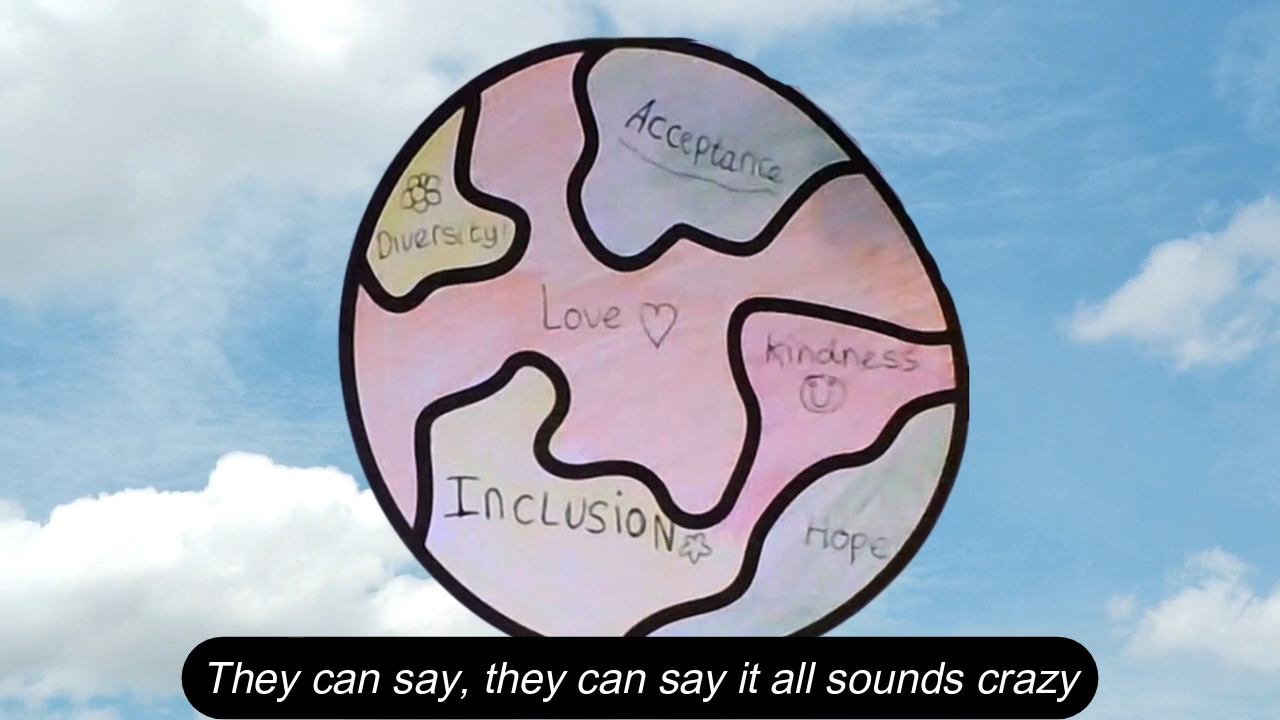 Acceptance
Diversity
Love
kindness
Inclusion
Hope
They can say, they can say it all sounds crazy